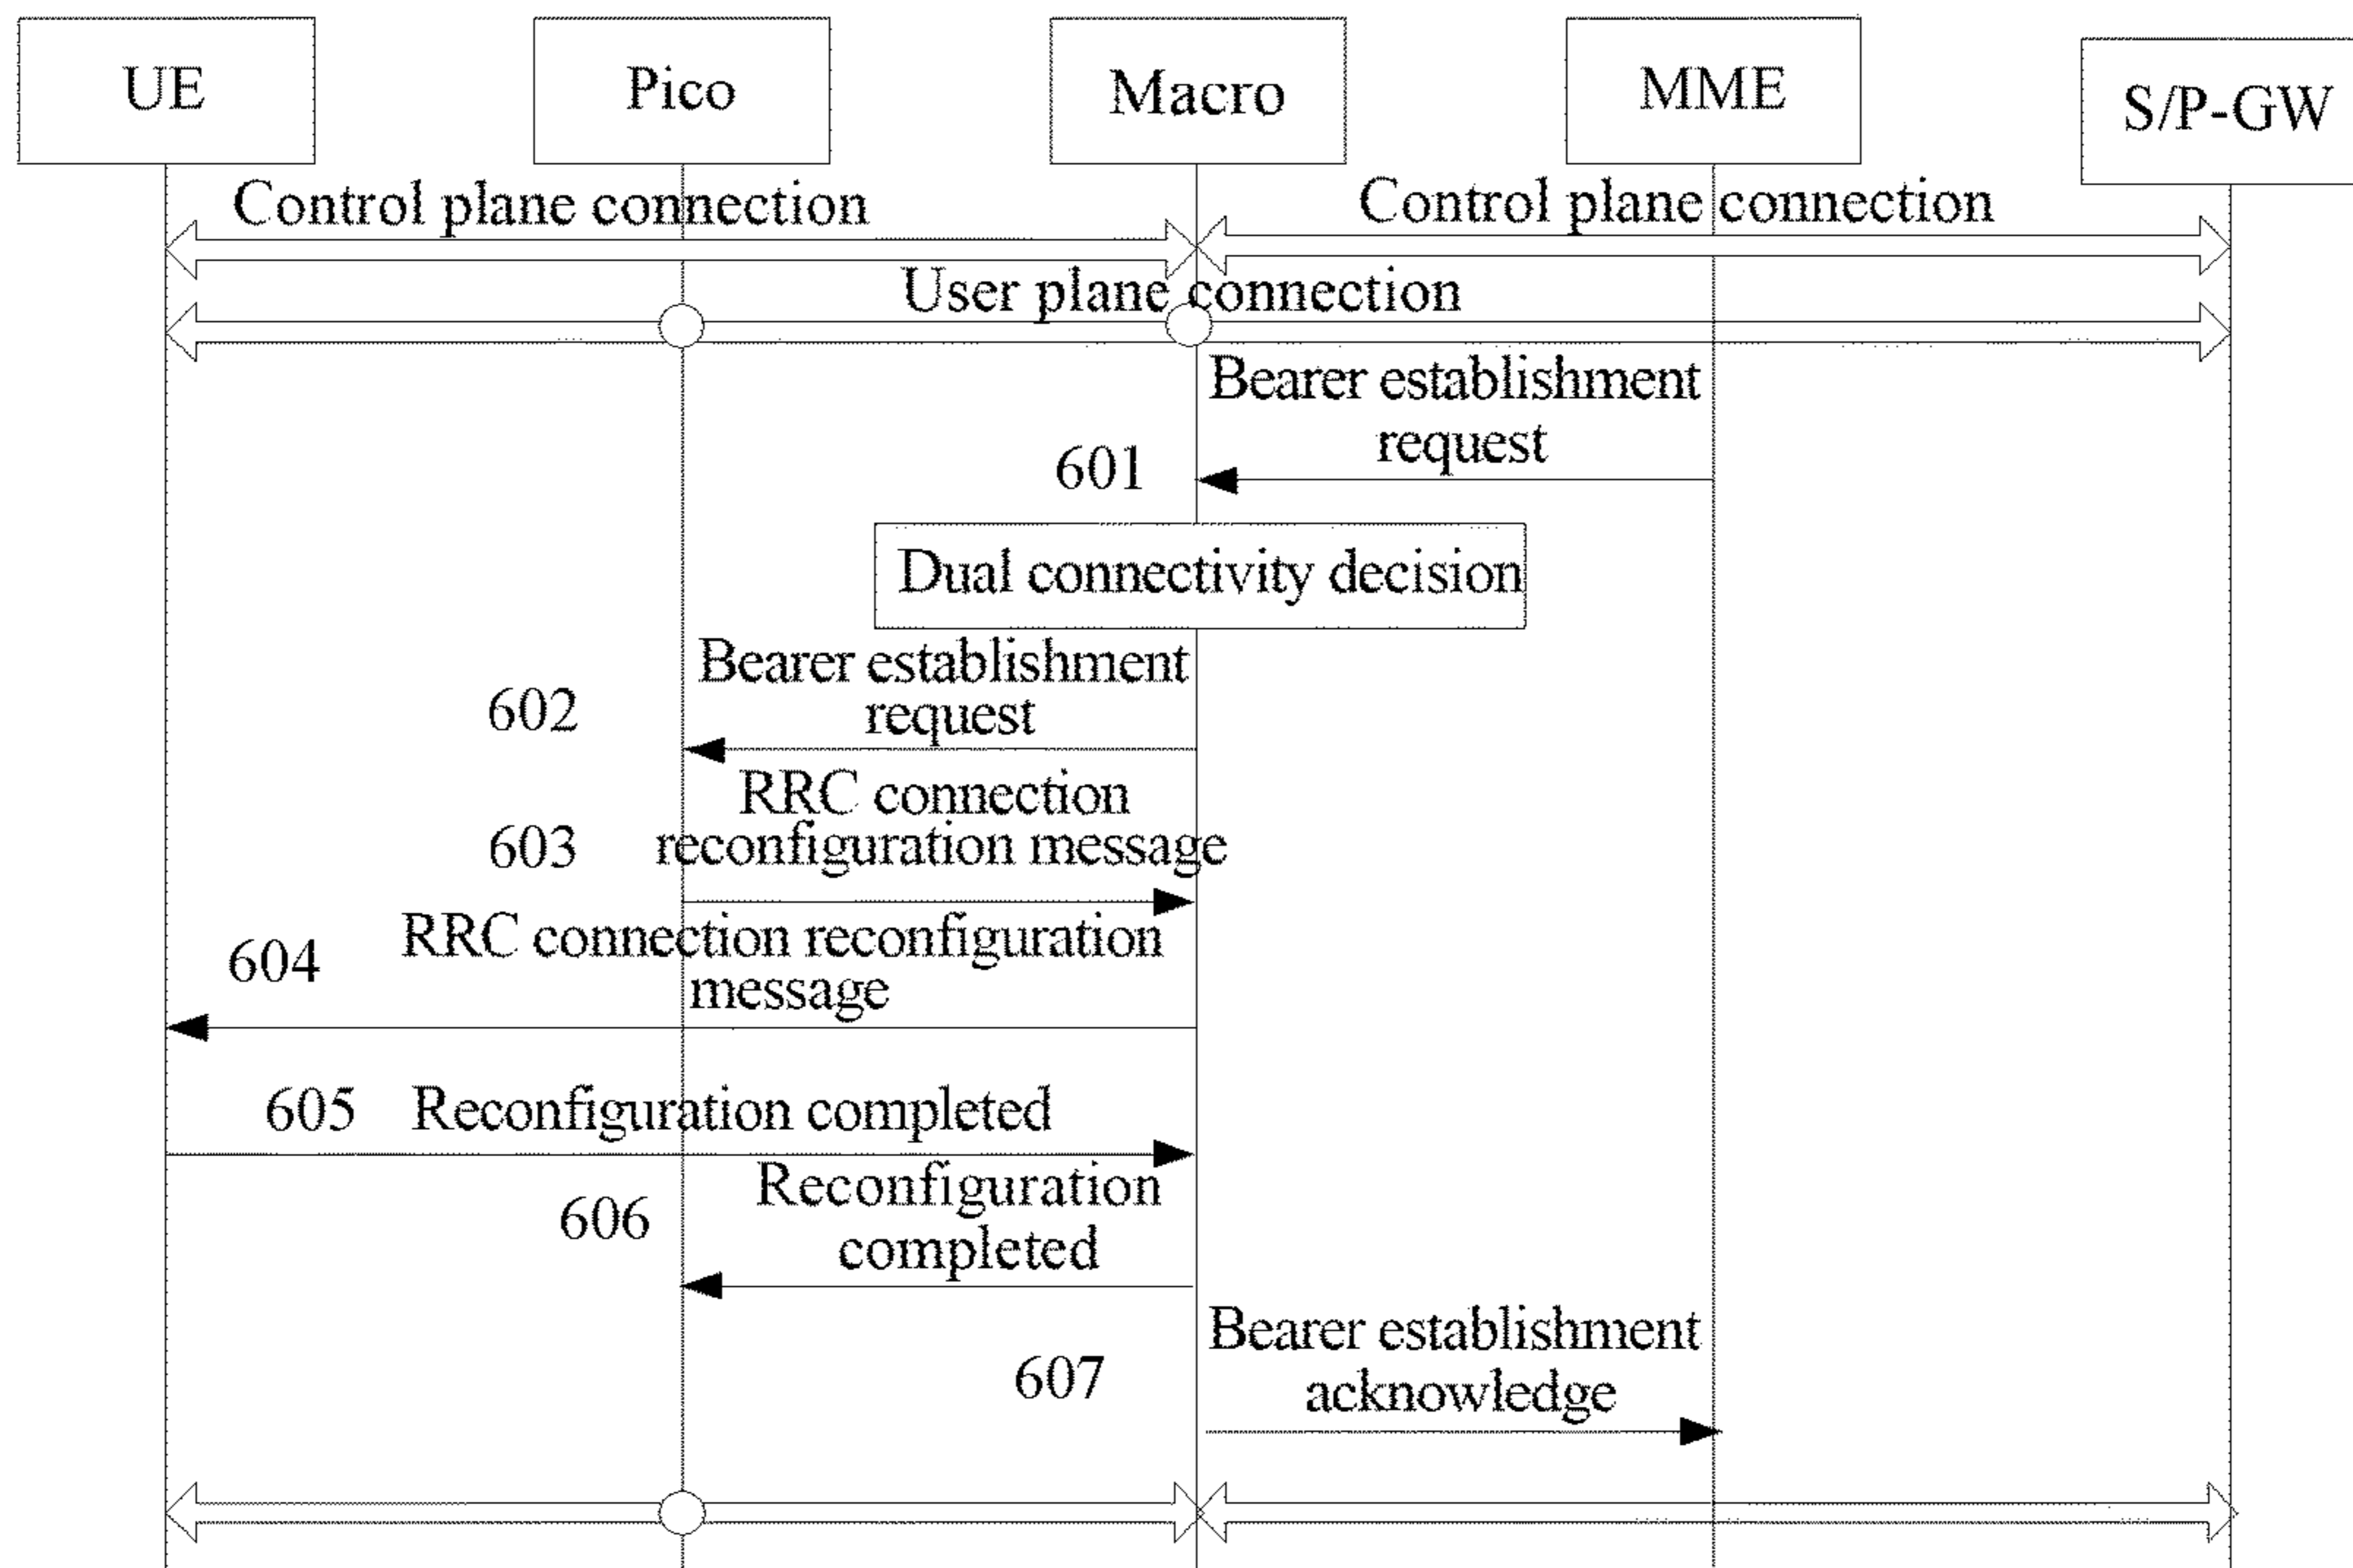 UE
Pico
Macro
MME
S/P-GW
Control plane connection
Control plane connection
User plane connection
Bearer establishment
request
601
Dual connectivity decision
Bearer establishment
request
602
RRC connection
reconfiguration message
603
RRC connection reconfiguration
message
604
605
Reconfiguration completed
Reconfiguration
completed
606
Bearer establishment
acknowledge
607